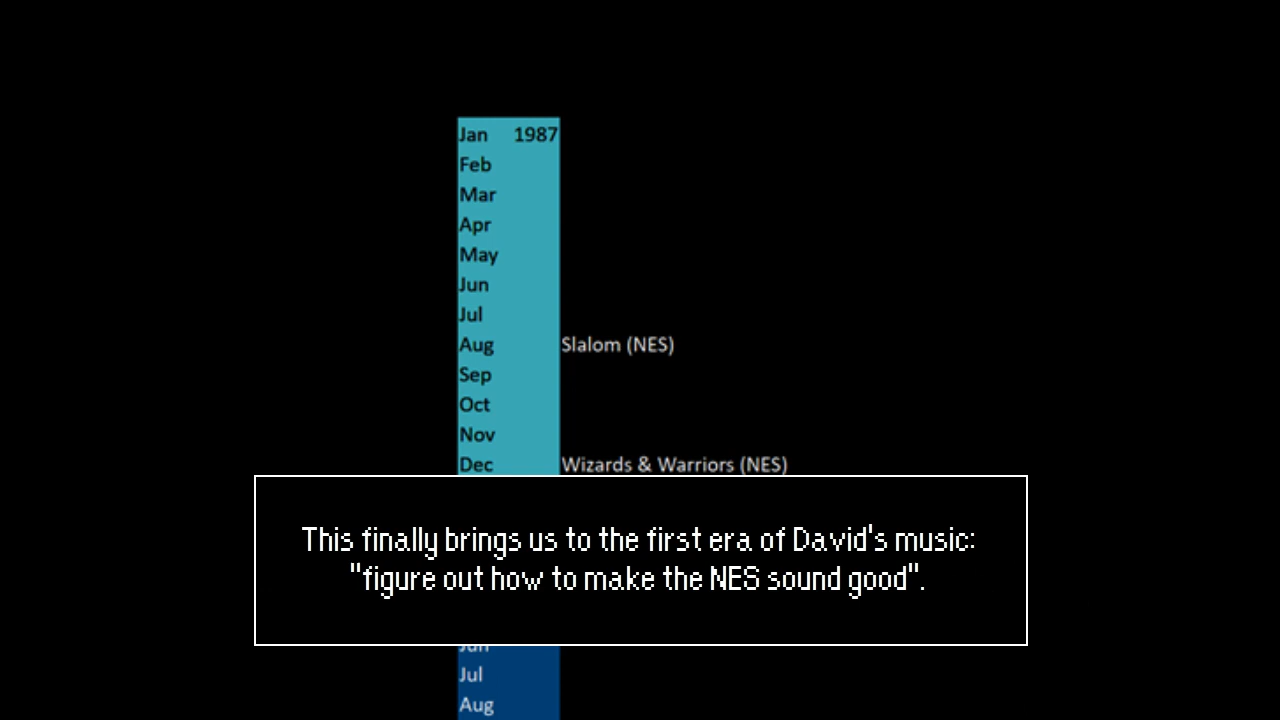 Jan 1987
Feb
Mar
Apr
May
Jun
Jul
Aug Slalom (NES)
Sep
Oct
Nov
Dec Wizards & Warriors (NES)
This finally brings us to the first era of David's music:
"figure out how to make the NES sound good".
Jun
Jul
Aug